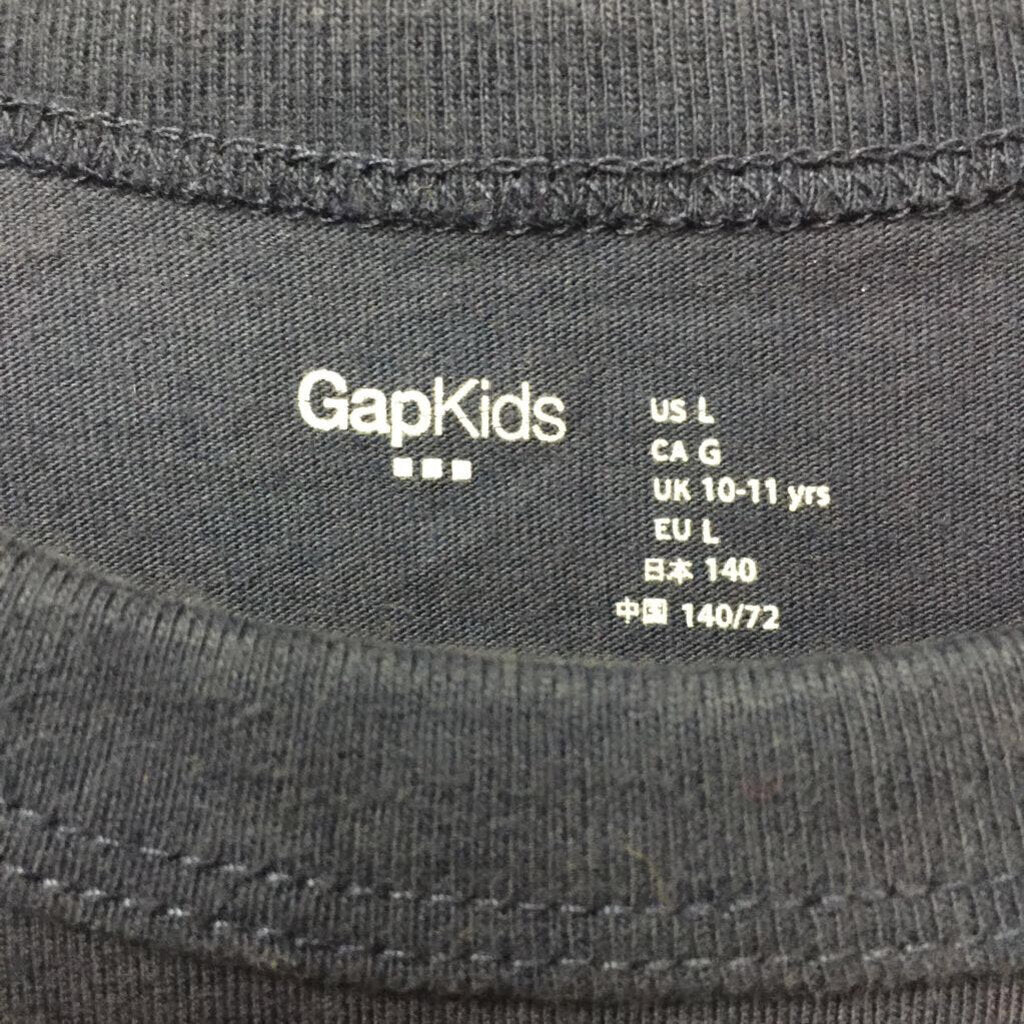 GapKids
US L
CA G
UK 10-11 yrs
EU L
日本 140
中国 140/72